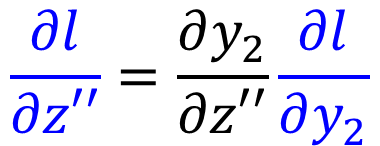 ∂l/∂z′′ = ∂y₂/∂z′′ ∂l/∂y₂